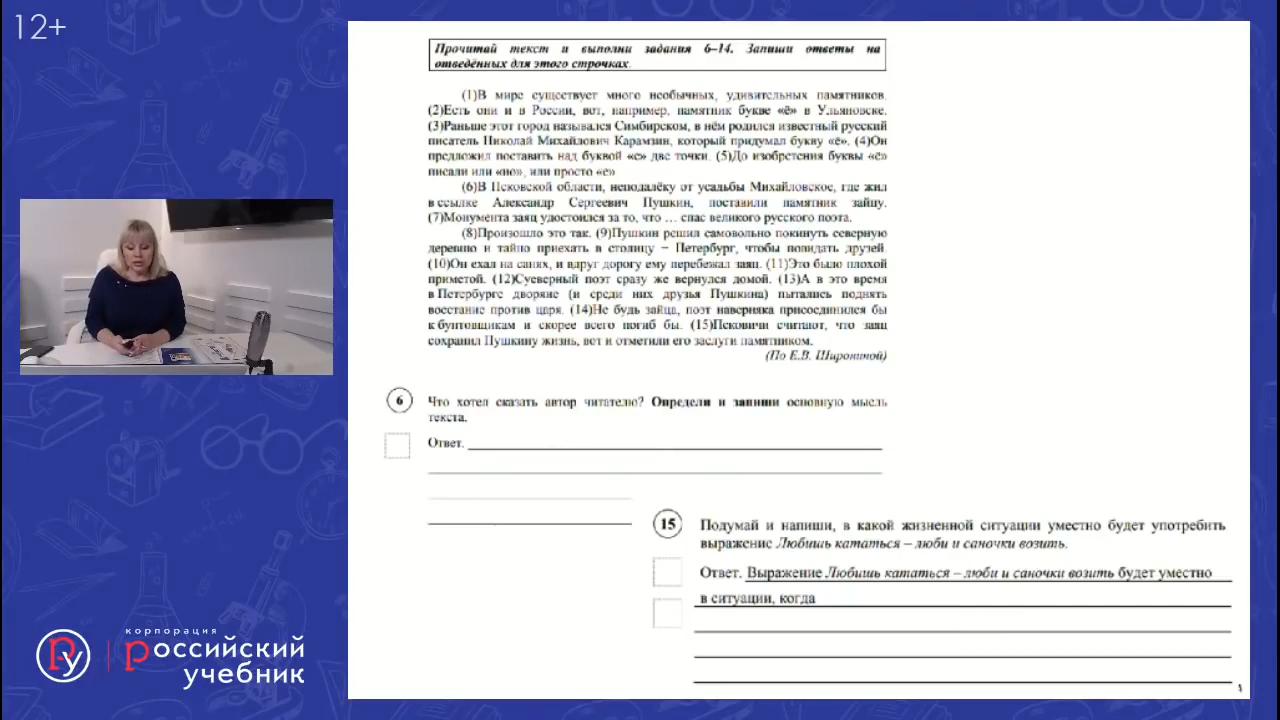 12+
Прочитай текст и выполни задания 6–14. Запиши ответы на
отведённых для этого строчках.
(1)В мире существует много необычных, удивительных памятников.
(2)Есть они и в России, вот, например, памятник букве «ё» в Ульяновске.
(3)Раньше этот город назывался Симбирском, в нём родился известный русский
писатель Николай Михайлович Карамзин, который придумал букву «ё». (4)Он
предложил поставить над буквой «е» две точки. (5)До изобретения буквы «ё»
писали или «ио», или просто «е»
(6)В Псковской области, неподалёку от усадьбы Михайловское, где жил
в ссылке Александр Сергеевич Пушкин, поставили памятник зайцу.
(7)Монумента заяц удостоился за то, что … спас великого русского поэта.
(8)Произошло это так. (9)Пушкин решил самовольно покинуть северную
деревню и тайно приехать в столицу – Петербург, чтобы повидать друзей.
(10)Он ехал на санях, и вдруг дорогу ему перебежал заяц. (11)Это было плохой
приметой. (12)Суеверный поэт сразу же вернулся домой. (13)А в это время
в Петербурге дворяне (и среди них друзья Пушкина) пытались поднять
восстание против царя. (14)Не будь зайца, поэт наверняка присоединился бы
к бунтовщикам и скорее всего погиб бы. (15)Псковичи считают, что заяц
сохранил Пушкину жизнь, вот и отметили его заслуги памятником.
(По Е.В. Широниной)
6 Что хотел сказать автор читателю? Определи и запиши основную мысль
текста.
Ответ.
15 Подумай и напиши, в какой жизненной ситуации уместно будет употребить
выражение Любишь кататься – люби и саночки возить.
Ответ. Выражение Любишь кататься – люби и саночки возить будет уместно
в ситуации, когда
РУ
корпорация
российский
учебник